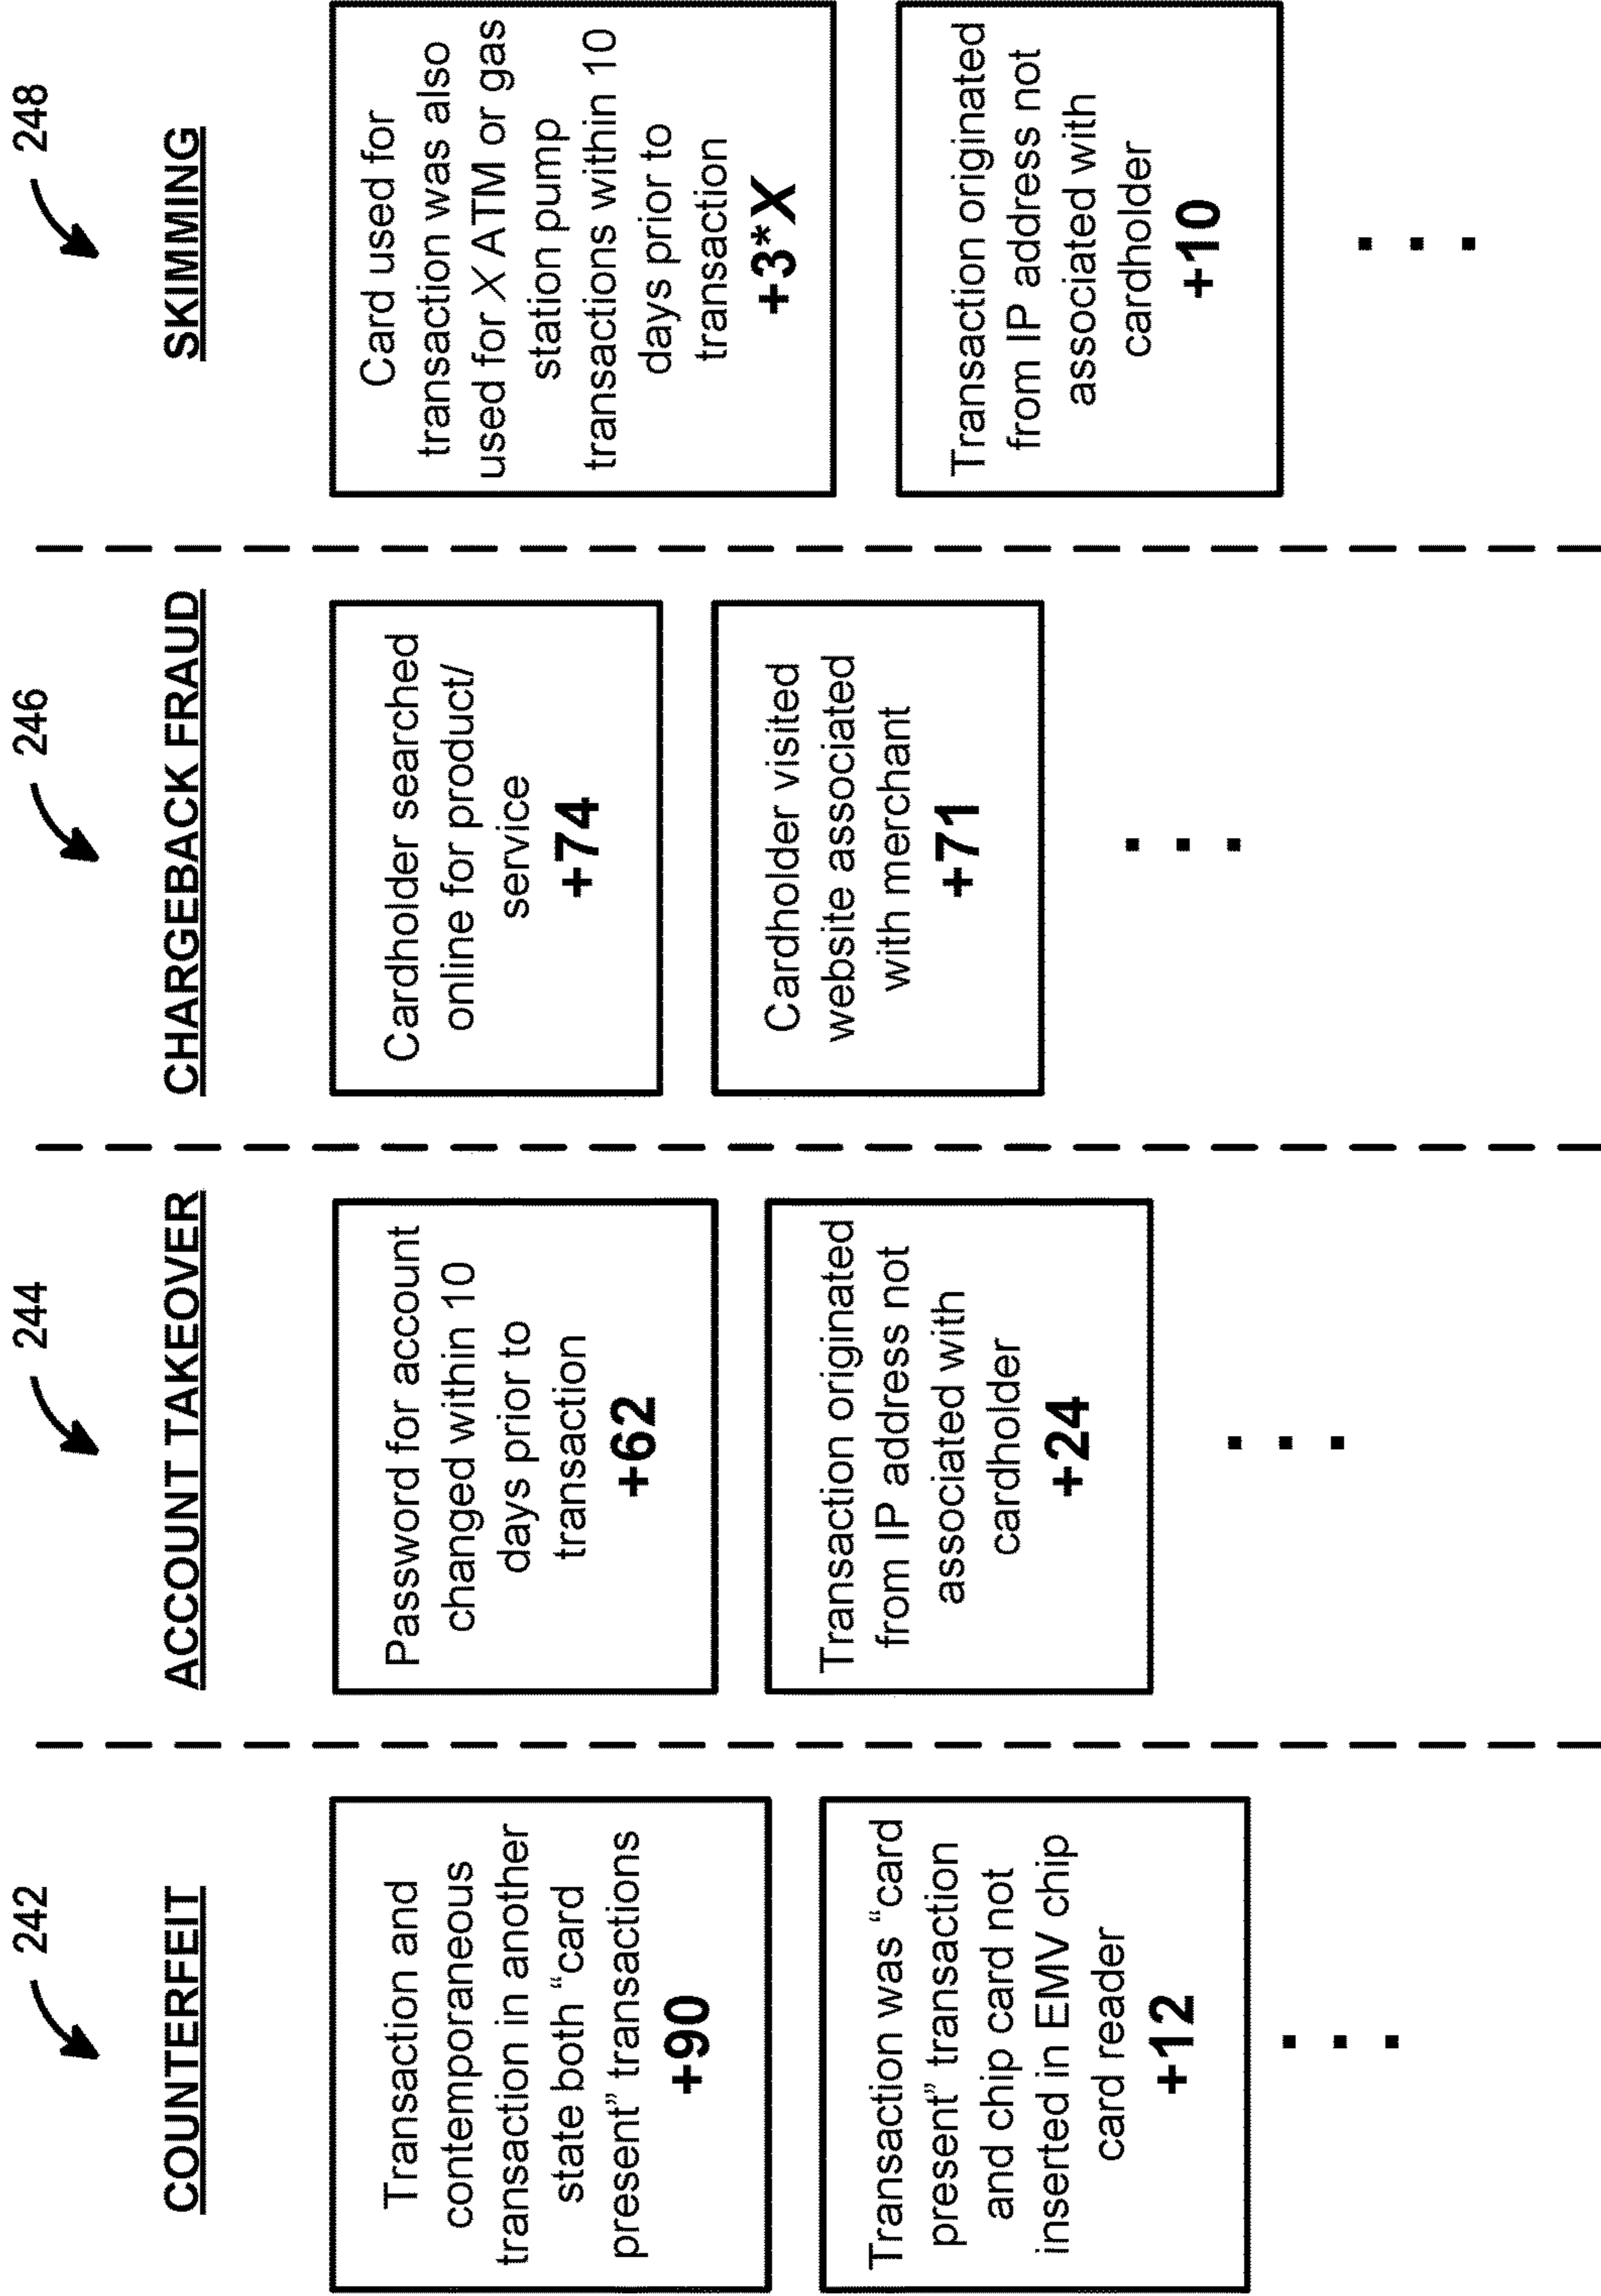 242
COUNTERFEIT
Transaction and
contemporaneous
transaction in another
state both “card
present” transactions
+90
Transaction was “card
present” transaction
and chip card not
inserted in EMV chip
card reader
+12
244
ACCOUNT TAKEOVER
Password for account
changed within 10
days prior to
transaction
+62
Transaction originated
from IP address not
associated with
cardholder
+24
246
CHARGEBACK FRAUD
Cardholder searched
online for product/
service
+74
Cardholder visited
website associated
with merchant
+71
248
SKIMMING
Card used for
transaction was also
used for X ATM or gas
station pump
transactions within 10
days prior to
transaction
+3*X
Transaction originated
from IP address not
associated with
cardholder
+10